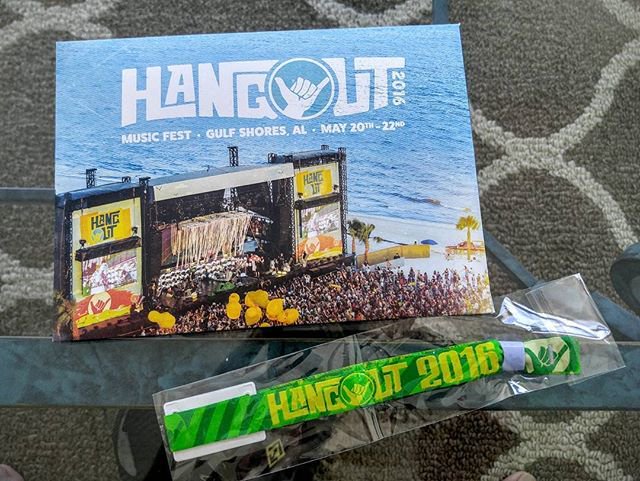 HANGOUT 2016
MUSIC FEST · GULF SHORES, AL · MAY 20TH - 22ND
HANG
OUT
HANG
OUT
HANGOUT 2016